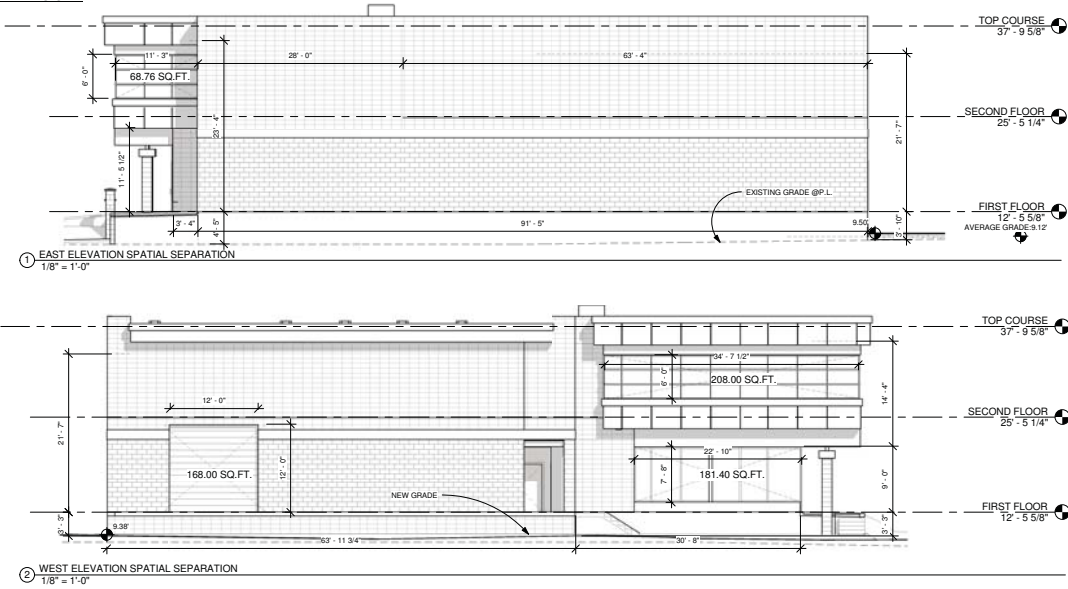 TOP COURSE
37' - 9 5/8"
11' - 3"
28' - 0"
63' - 4"
6' - 0"
68.76 SQ.FT.
SECOND FLOOR
25' - 5 1/4"
23' - 4"
21' - 7"
11' - 5 1/2"
EXISTING GRADE @P.L.
FIRST FLOOR
12' - 5 5/8"
3' - 4"
91' - 5"
9.50'
4' - 5"
3' - 10"
AVERAGE GRADE:9.12'
1 EAST ELEVATION SPATIAL SEPARATION
1/8" = 1'-0"
TOP COURSE
37' - 9 5/8"
34' - 7 1/2"
6' - 0"
208.00 SQ.FT.
14' - 4"
12' - 0"
SECOND FLOOR
25' - 5 1/4"
21' - 7"
22' - 10"
168.00 SQ.FT.
12' - 0"
7' - 8"
181.40 SQ.FT.
9' - 0"
NEW GRADE
FIRST FLOOR
12' - 5 5/8"
3' - 3"
9.38'
3' - 3"
63' - 11 3/4"
30' - 8"
2 WEST ELEVATION SPATIAL SEPARATION
1/8" = 1'-0"